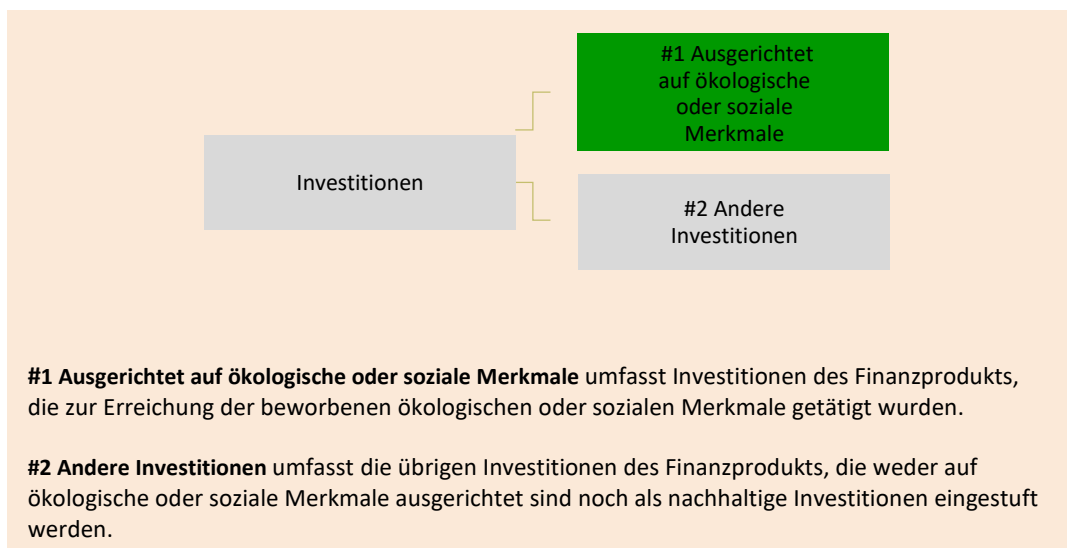 #1 Ausgerichtet
auf ökologische
oder soziale
Merkmale
Investitionen
#2 Andere
Investitionen
#1 Ausgerichtet auf ökologische oder soziale Merkmale umfasst Investitionen des Finanzprodukts,
die zur Erreichung der beworbenen ökologischen oder sozialen Merkmale getätigt wurden.
#2 Andere Investitionen umfasst die übrigen Investitionen des Finanzprodukts, die weder auf
ökologische oder soziale Merkmale ausgerichtet sind noch als nachhaltige Investitionen eingestuft
werden.